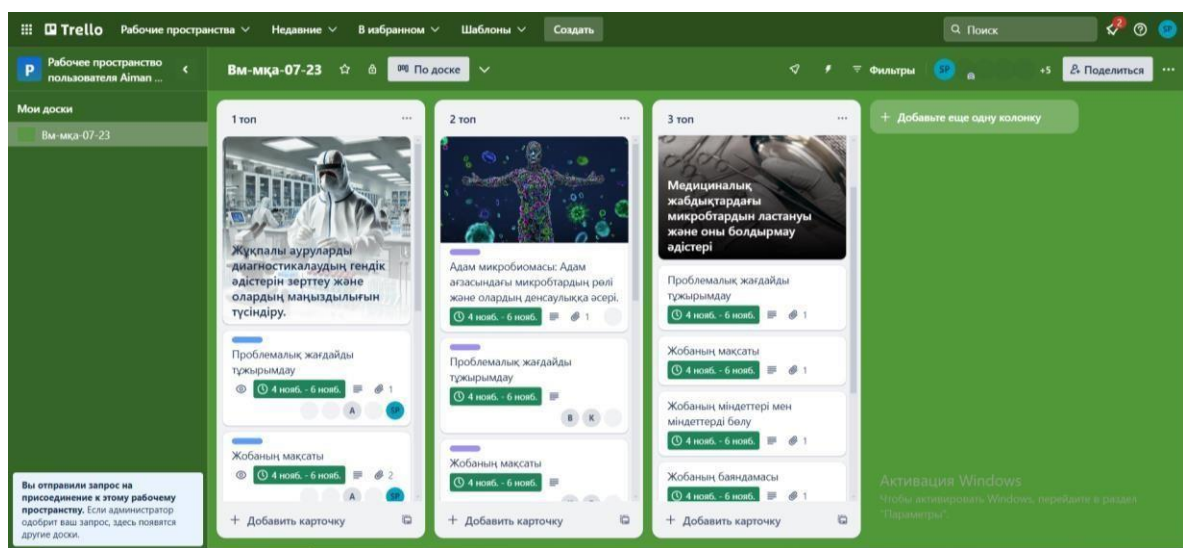 Trello Рабочие пространства Недавние В избранном Шаблоны Создать Поиск 2 SP
P Рабочее пространство
пользователя Aiman ...
Вм-мқа-07-23 По доске Фильтры SP +5 Поделиться
Мои доски
Вм-мқа-07-23
Вы отправили запрос на
присоединение к этому рабочему
пространству. Если администратор
одобрит ваш запрос, здесь появятся
другие доски.
1 топ
Жұқпалы ауруларды
диагностикалаудың гендік
әдістерін зерттеу және
олардың маңыздылығын
түсіндіру.
Проблемалық жағдайды
тұжырымдау
4 нояб. - 6 нояб. 1
A SP
Жобаның мақсаты
4 нояб. - 6 нояб. 2
A SP
+ Добавить карточку
2 топ
Адам микробиомасы: Адам
ағзасындағы микробтардың рөлі
және олардың денсаулыққа әсері.
4 нояб. - 6 нояб. 1
Проблемалық жағдайды
тұжырымдау
4 нояб. - 6 нояб.
B K
Жобаның мақсаты
4 нояб. - 6 нояб.
+ Добавить карточку
3 топ
Медициналық
жабдықтардағы
микробтардын ластануы
және оны болдырмау
әдістері
Проблемалық жағдайды
тұжырымдау
4 нояб. - 6 нояб. 1
Жобаның мақсаты
4 нояб. - 6 нояб. 1
Жобаның міндеттері мен
міндеттерді бөлу
4 нояб. - 6 нояб. 1
Жобаның баяндамасы
4 нояб. - 6 нояб. 1
+ Добавить карточку
+ Добавьте еще одну колонку
Активация Windows
Чтобы активировать Windows, перейдите в раздел
"Параметры".